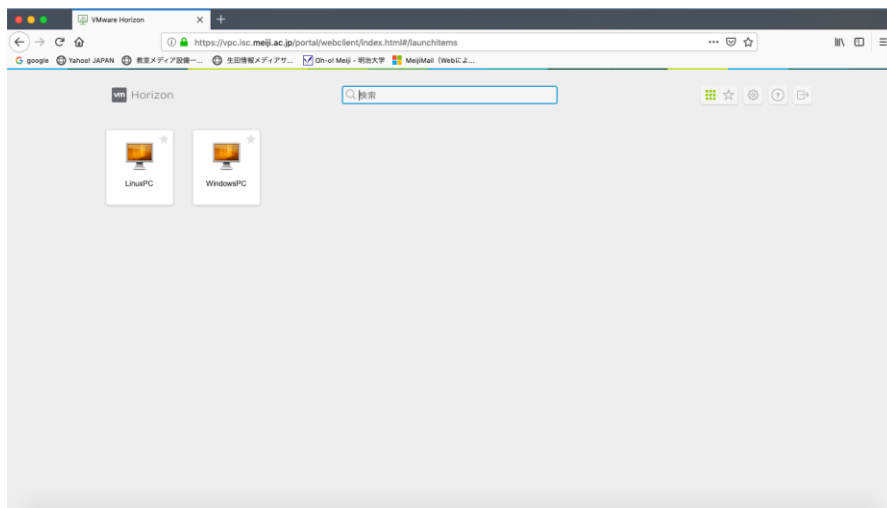 VMware Horizon
https://vpc.isc.meiji.ac.jp/portal/webclient/index.html#/launchitems
google Yahoo! JAPAN 教室メディア設備一... 生田情報メディアサ... Oh-o! Meiji - 明治大学 MeijiMail（Webによ...
vm Horizon
検索
LinuxPC WindowsPC